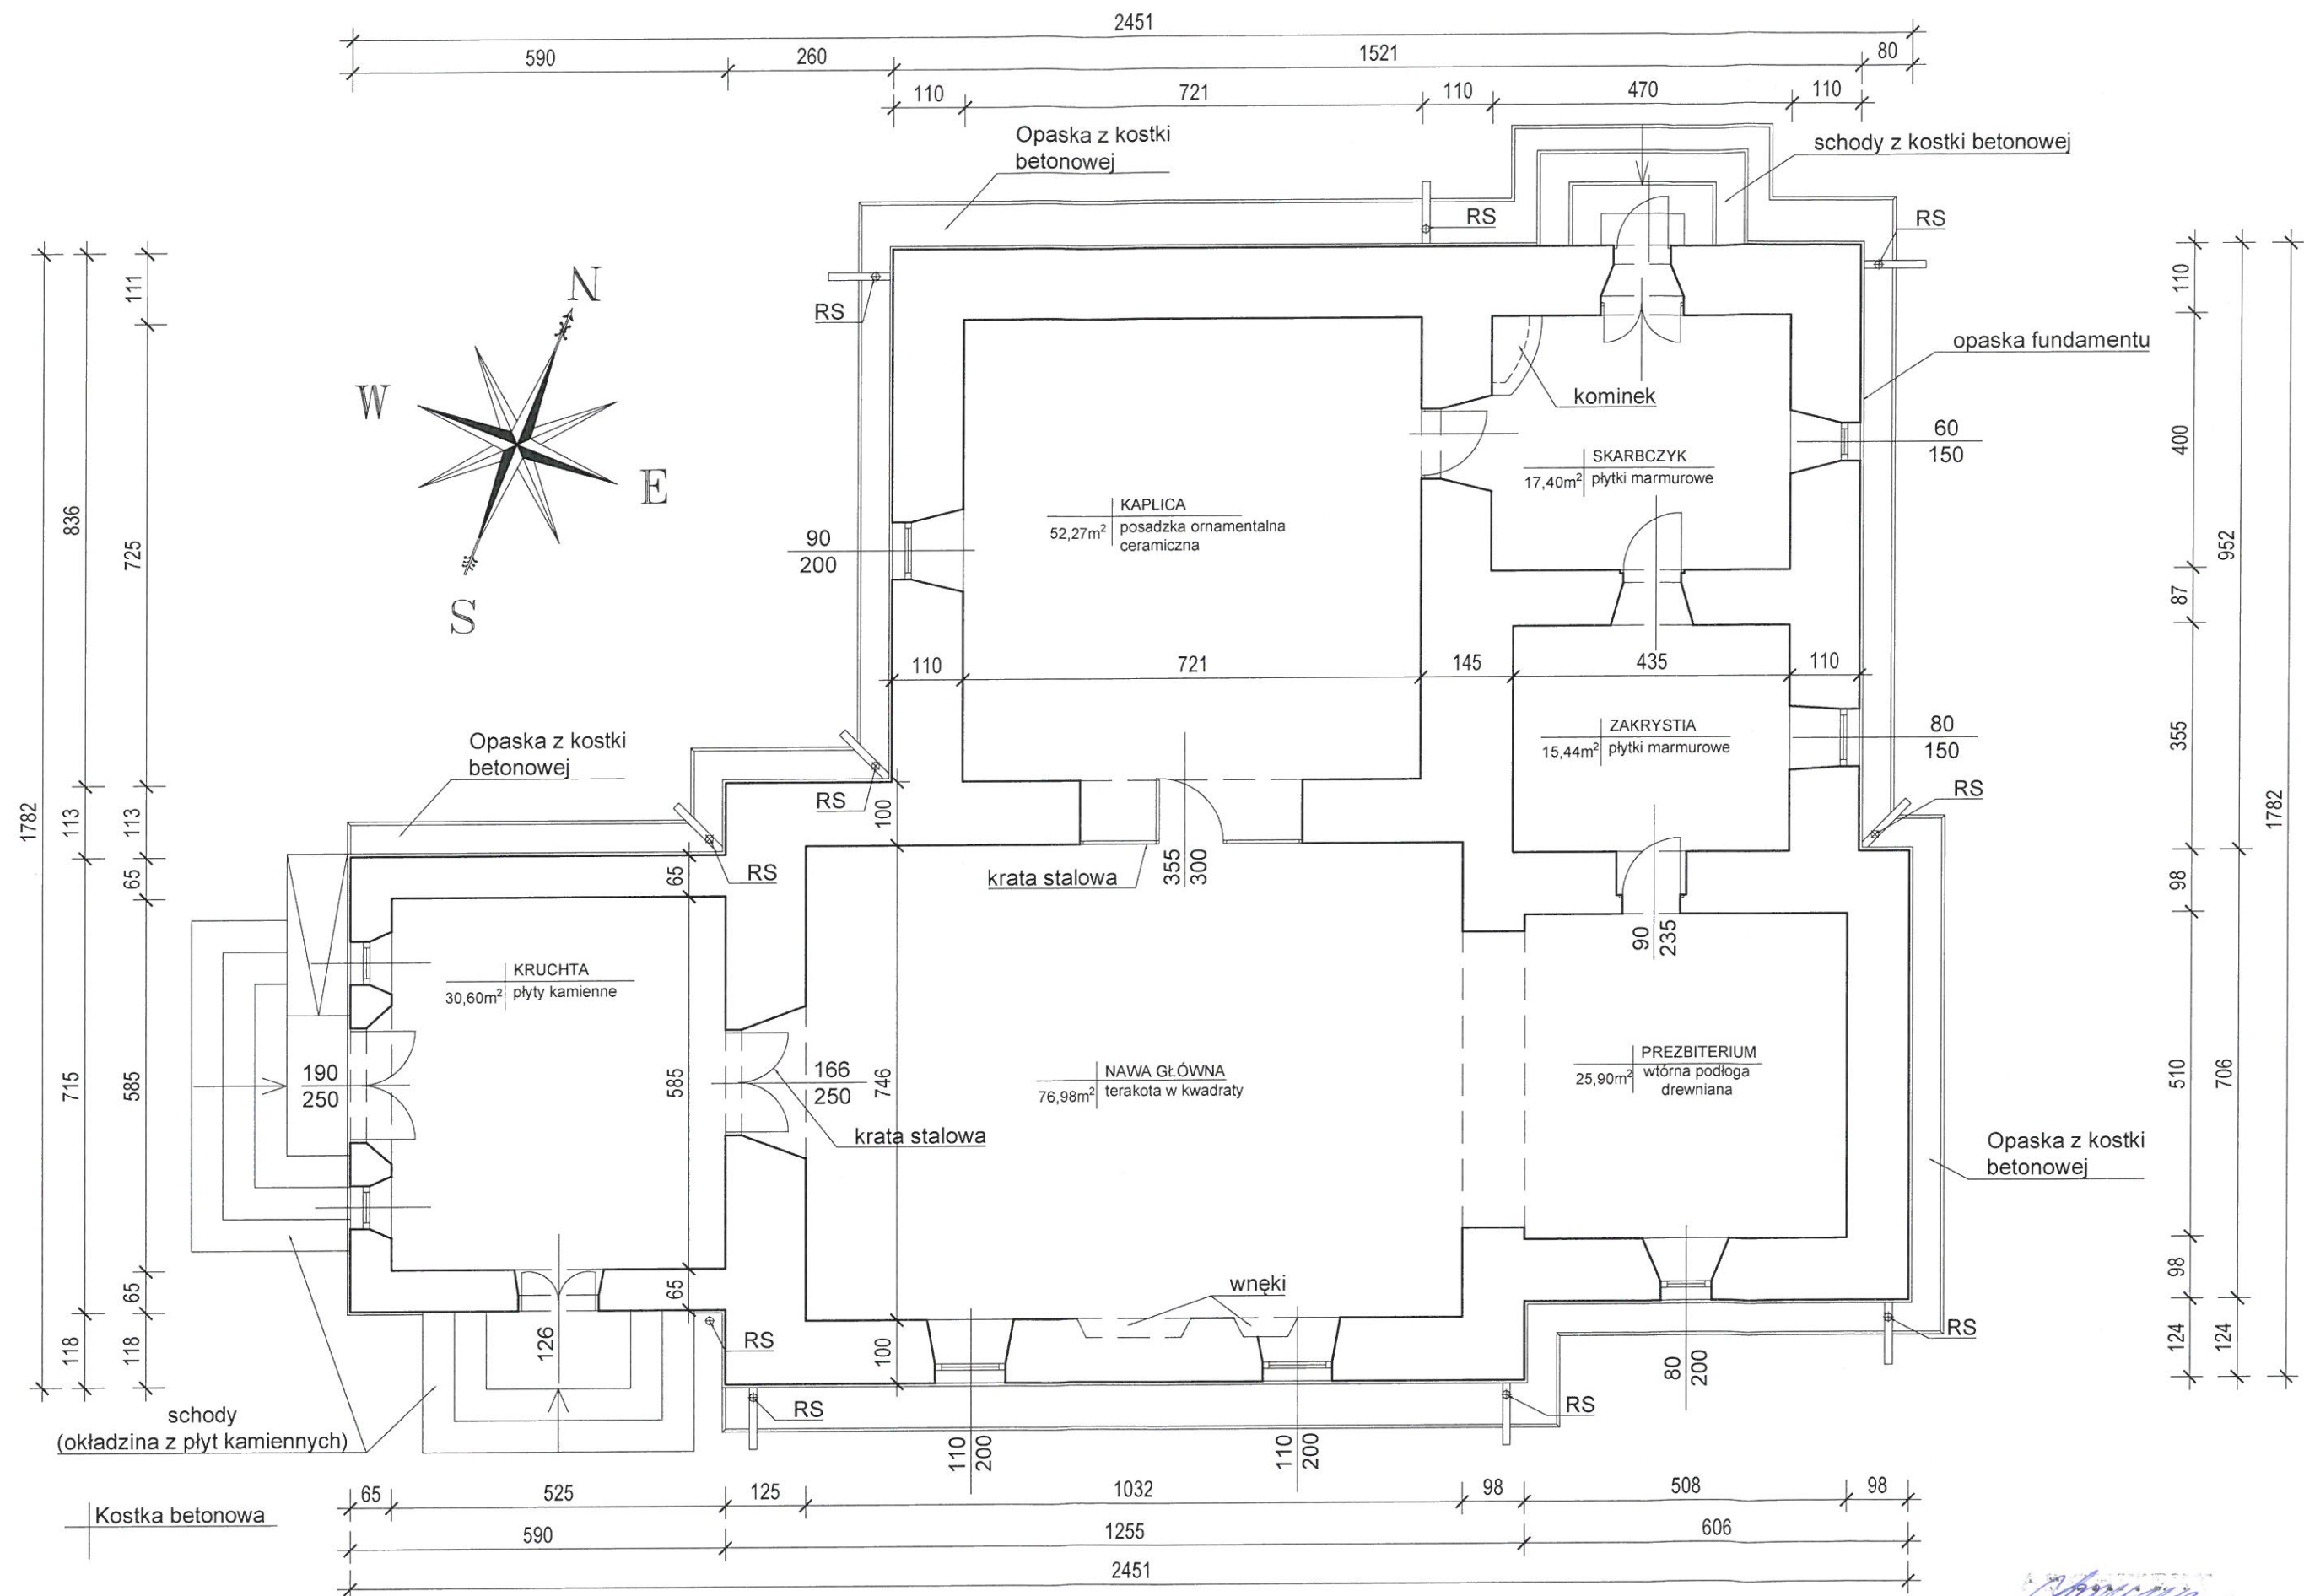 2451
590 260 1521 80
110 721 110 470 110
Opaska z kostki
betonowej
schody z kostki betonowej
RS
RS
RS
N
W
E
S
opaska fundamentu
kominek
60
150
SKARBCZYK
17,40m² płytki marmurowe
KAPLICA
52,27m² posadzka ornamentalna
ceramiczna
90
200
110 721 145 435 110
ZAKRYSTIA
15,44m² płytki marmurowe
80
150
Opaska z kostki
betonowej
RS
RS
RS
krata stalowa
355
300
90
235
KRUCHTA
30,60m² płyty kamienne
190
250
166
250
krata stalowa
NAWA GŁÓWNA
76,98m² terakota w kwadraty
PREZBITERIUM
25,90m² wtórna podłoga
drewniana
Opaska z kostki
betonowej
wnęki
126
RS
RS
RS
RS
80
200
110
200
110
200
schody
(okładzina z płyt kamiennych)
Kostka betonowa
1782
836
113
715
118
111
725
113
65
585
65
118
65
585
65
100
746
100
110
400
87
355
98
510
98
124
952
706
124
1782
65 525 125 1032 98 508 98
590 1255 606
2451